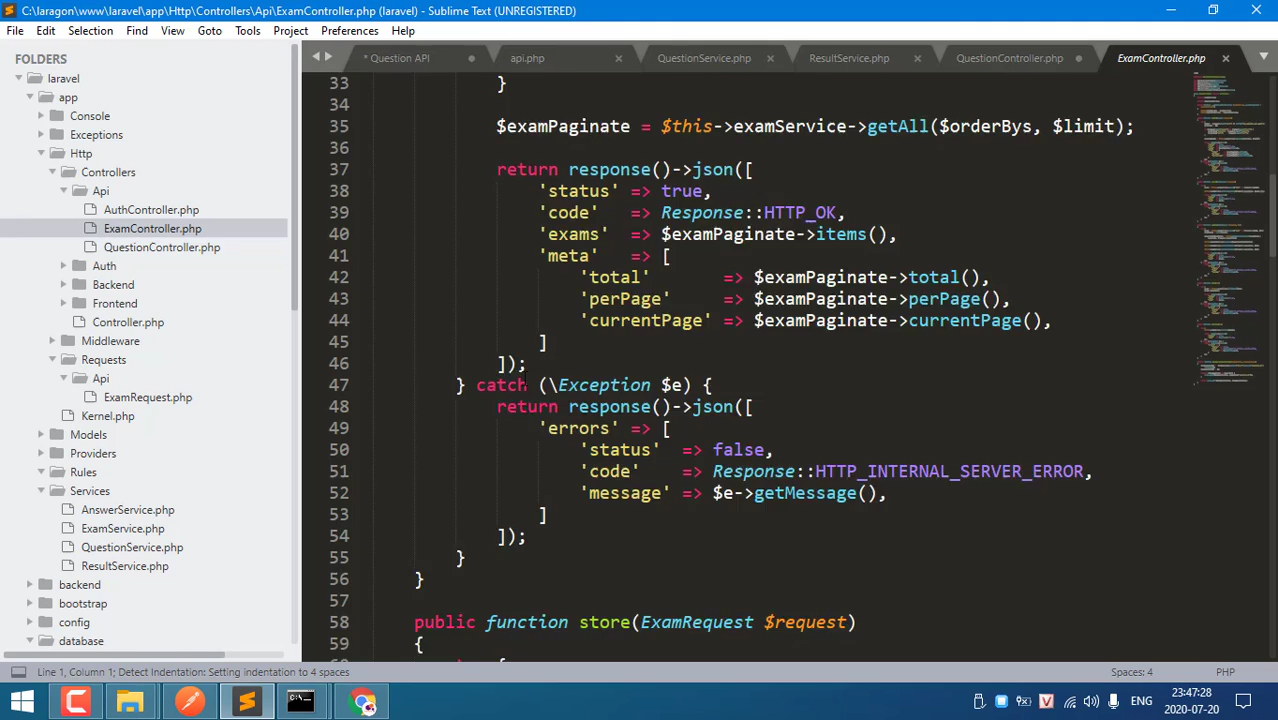 C:\laragon\www\laravel\app\Http\Controllers\Api\ExamController.php (laravel) - Sublime Text (UNREGISTERED)
File Edit Selection Find View Goto Tools Project Preferences Help
* Question API api.php QuestionService.php ResultService.php QuestionController.php ExamController.php
FOLDERS
laravel
app
Console
Exceptions
Http
Controllers
Api
AuthController.php
ExamController.php
QuestionController.php
Auth
Backend
Frontend
Controller.php
Middleware
Requests
Api
ExamRequest.php
Kernel.php
Models
Providers
Rules
Services
AnswerService.php
ExamService.php
QuestionService.php
ResultService.php
backend
bootstrap
config
database
33 }
34
35 $examPaginate = $this->examService->getAll($orderBys, $limit);
36
37 return response()->json([
38 'status' => true,
39 'code' => Response::HTTP_OK,
40 'exams' => $examPaginate->items(),
41 'meta' => [
42 'total' => $examPaginate->total(),
43 'perPage' => $examPaginate->perPage(),
44 'currentPage' => $examPaginate->currentPage(),
45 ]
46 ]);
47 } catch (\Exception $e) {
48 return response()->json([
49 'errors' => [
50 'status' => false,
51 'code' => Response::HTTP_INTERNAL_SERVER_ERROR,
52 'message' => $e->getMessage(),
53 ]
54 ]);
55 }
56 }
57
58 public function store(ExamRequest $request)
59 {
Line 1, Column 1; Detect Indentation: Setting indentation to 4 spaces Spaces: 4 PHP
ENG 23:47:28
2020-07-20